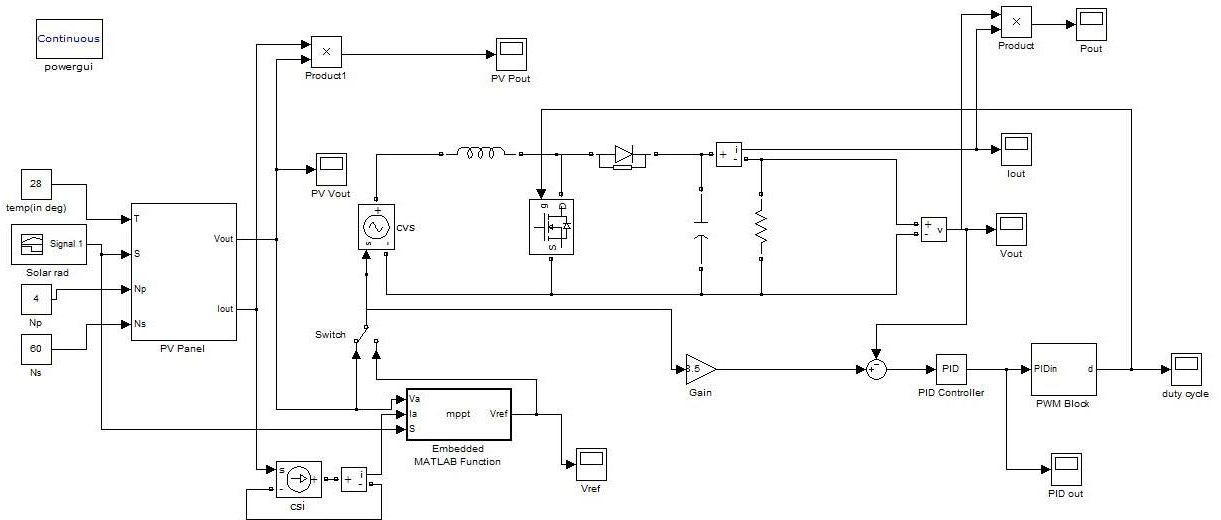 Continuous
powergui
×
Product1
PV Pout
×
Product
Pout
28
temp(in deg)
PV Vout
+
i
-
Iout
Signal 1
Solar rad
T
S
Np
Ns
Vout
Iout
PV Panel
+
s
-
CVS
g
D
S
+
-
v
Vout
4
Np
60
Ns
Switch
3.5
Gain
+
-
PID
PID Controller
PIDin
d
PWM Block
duty cycle
Va
Ia
S
mppt
Vref
Embedded
MATLAB Function
Vref
s
-
+
csi
+
i
-
PID out